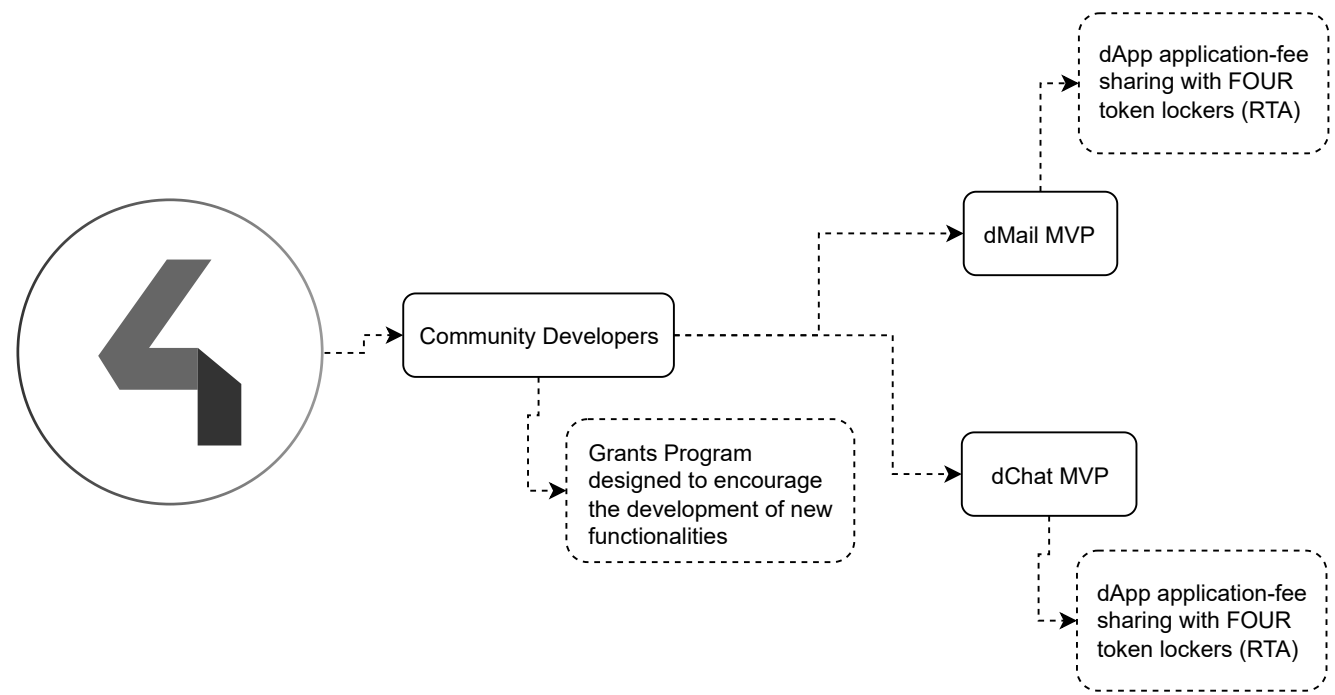 dApp application-fee
sharing with FOUR
token lockers (RTA)
dMail MVP
Community Developers
Grants Program
designed to encourage
the development of new
functionalities
dChat MVP
dApp application-fee
sharing with FOUR
token lockers (RTA)